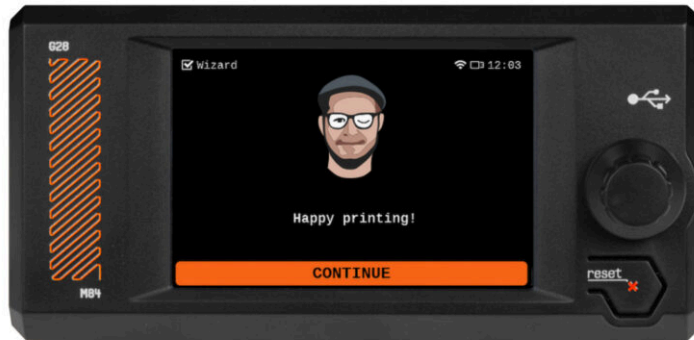 G28
Wizard
12:03
Happy printing!
CONTINUE
reset
M84